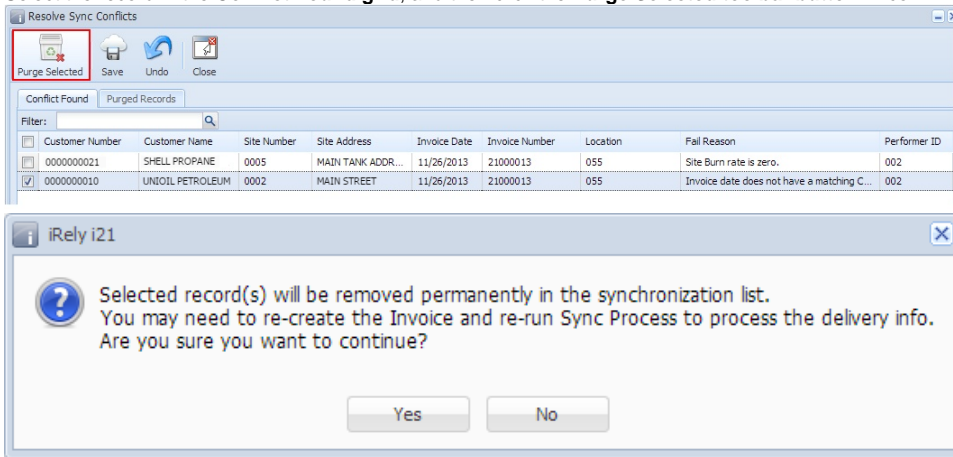 Resolve Sync Conflicts
Purge Selected Save Undo Close
Conflict Found Purged Records
Filter:
Customer Number Customer Name Site Number Site Address Invoice Date Invoice Number Location Fail Reason Performer ID
0000000021 SHELL PROPANE 0005 MAIN TANK ADDR... 11/26/2013 21000013 055 Site Burn rate is zero. 002
0000000010 UNIOIL PETROLEUM 0002 MAIN STREET 11/26/2013 21000013 055 Invoice date does not have a matching C... 002
iRely i21
Selected record(s) will be removed permanently in the synchronization list.
You may need to re-create the Invoice and re-run Sync Process to process the delivery info.
Are you sure you want to continue?
Yes No